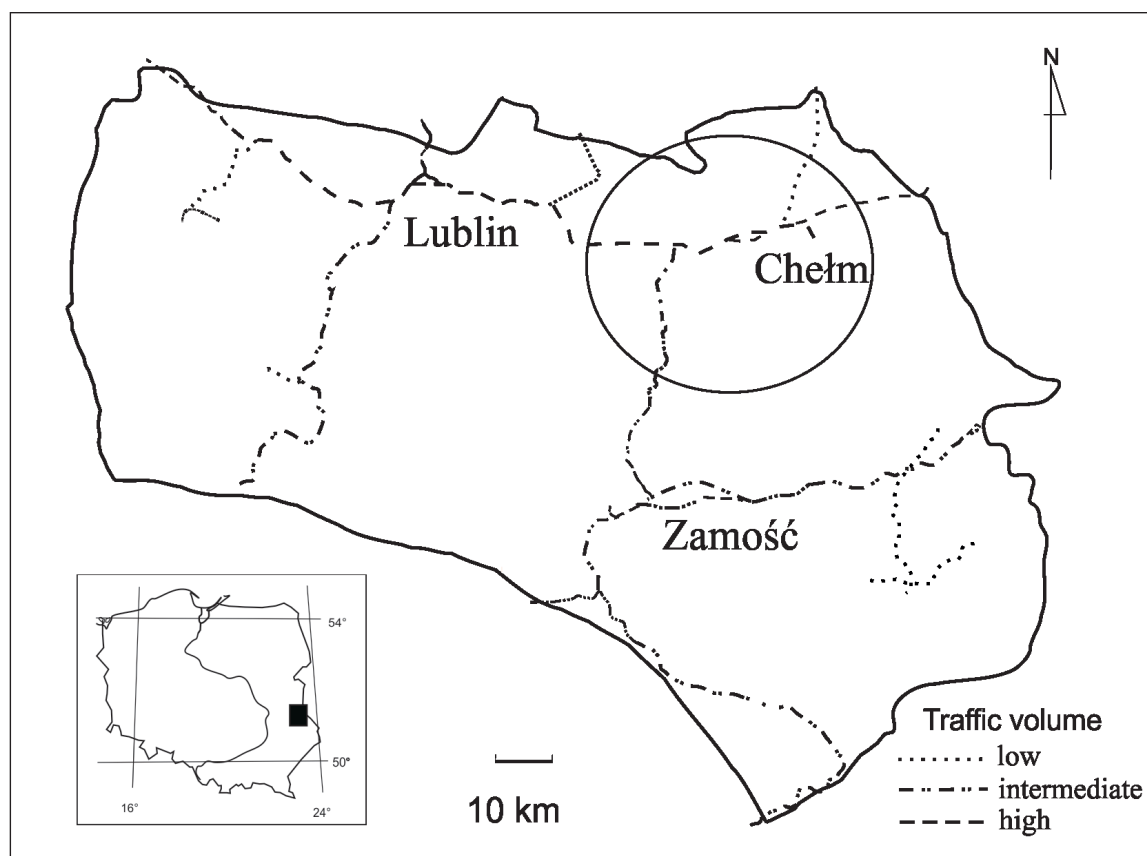 N
Lublin
Chełm
Zamość
54°
50°
16°
24°
10 km
Traffic volume
low
intermediate
high